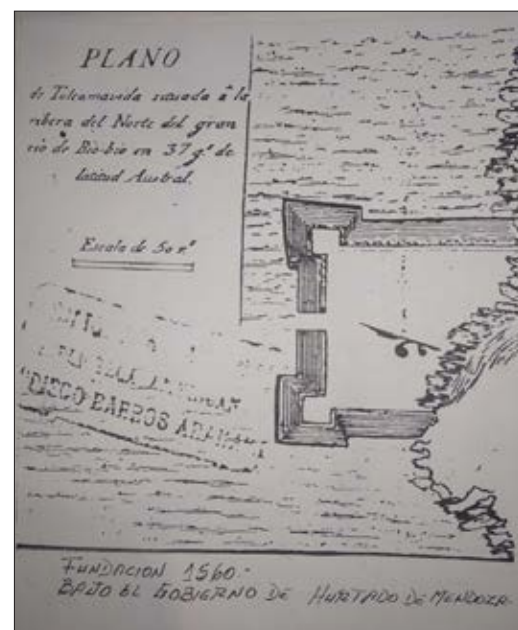 PLANO
de Talcamavida situada â la
ribera del Norte del gran
rio de Bio-bio en 37 g.s de
latitud Austral.
Escala de 50 v.s
DIEGO BARROS ARANA
FUNDACION 1560.-
BAJO EL GOBIERNO DE HURTADO DE MENDOZA.